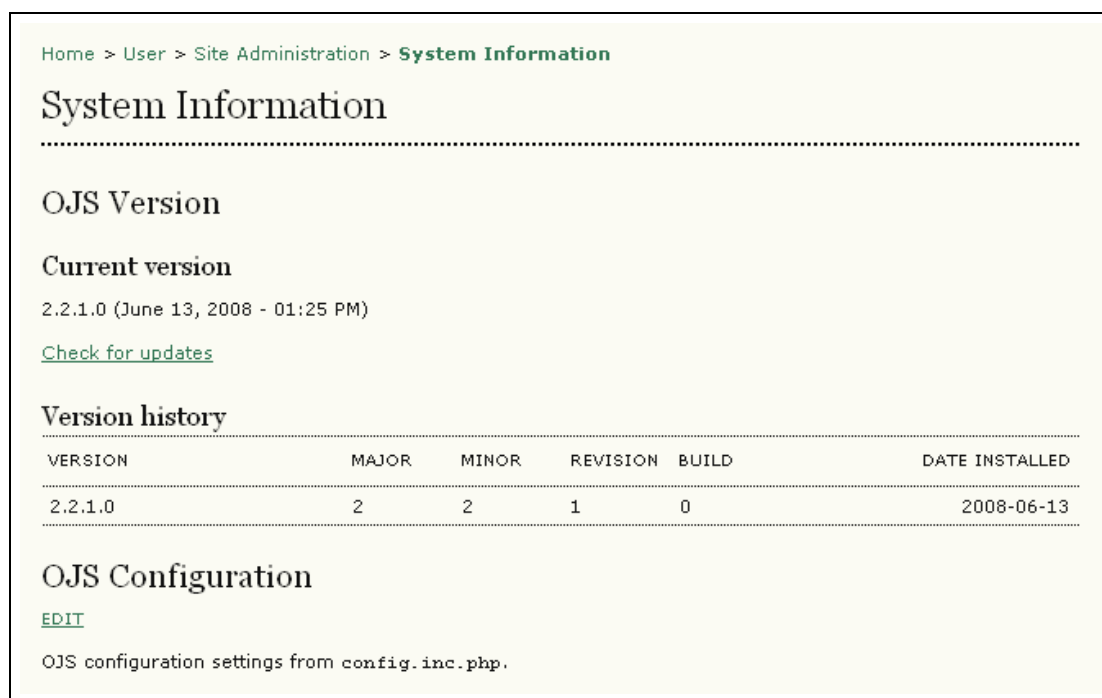 Home > User > Site Administration > System Information
System Information
OJS Version
Current version
2.2.1.0 (June 13, 2008 - 01:25 PM)
Check for updates
Version history
VERSION MAJOR MINOR REVISION BUILD DATE INSTALLED
2.2.1.0 2 2 1 0 2008-06-13
OJS Configuration
EDIT
OJS configuration settings from config.inc.php.